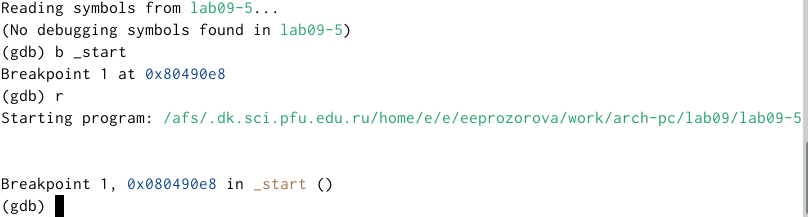 Reading symbols from lab09-5...
(No debugging symbols found in lab09-5)
(gdb) b _start
Breakpoint 1 at 0x80490e8
(gdb) r
Starting program: /afs/.dk.sci.pfu.edu.ru/home/e/e/eeprozorova/work/arch-pc/lab09/lab09-5
Breakpoint 1, 0x080490e8 in _start ()
(gdb)